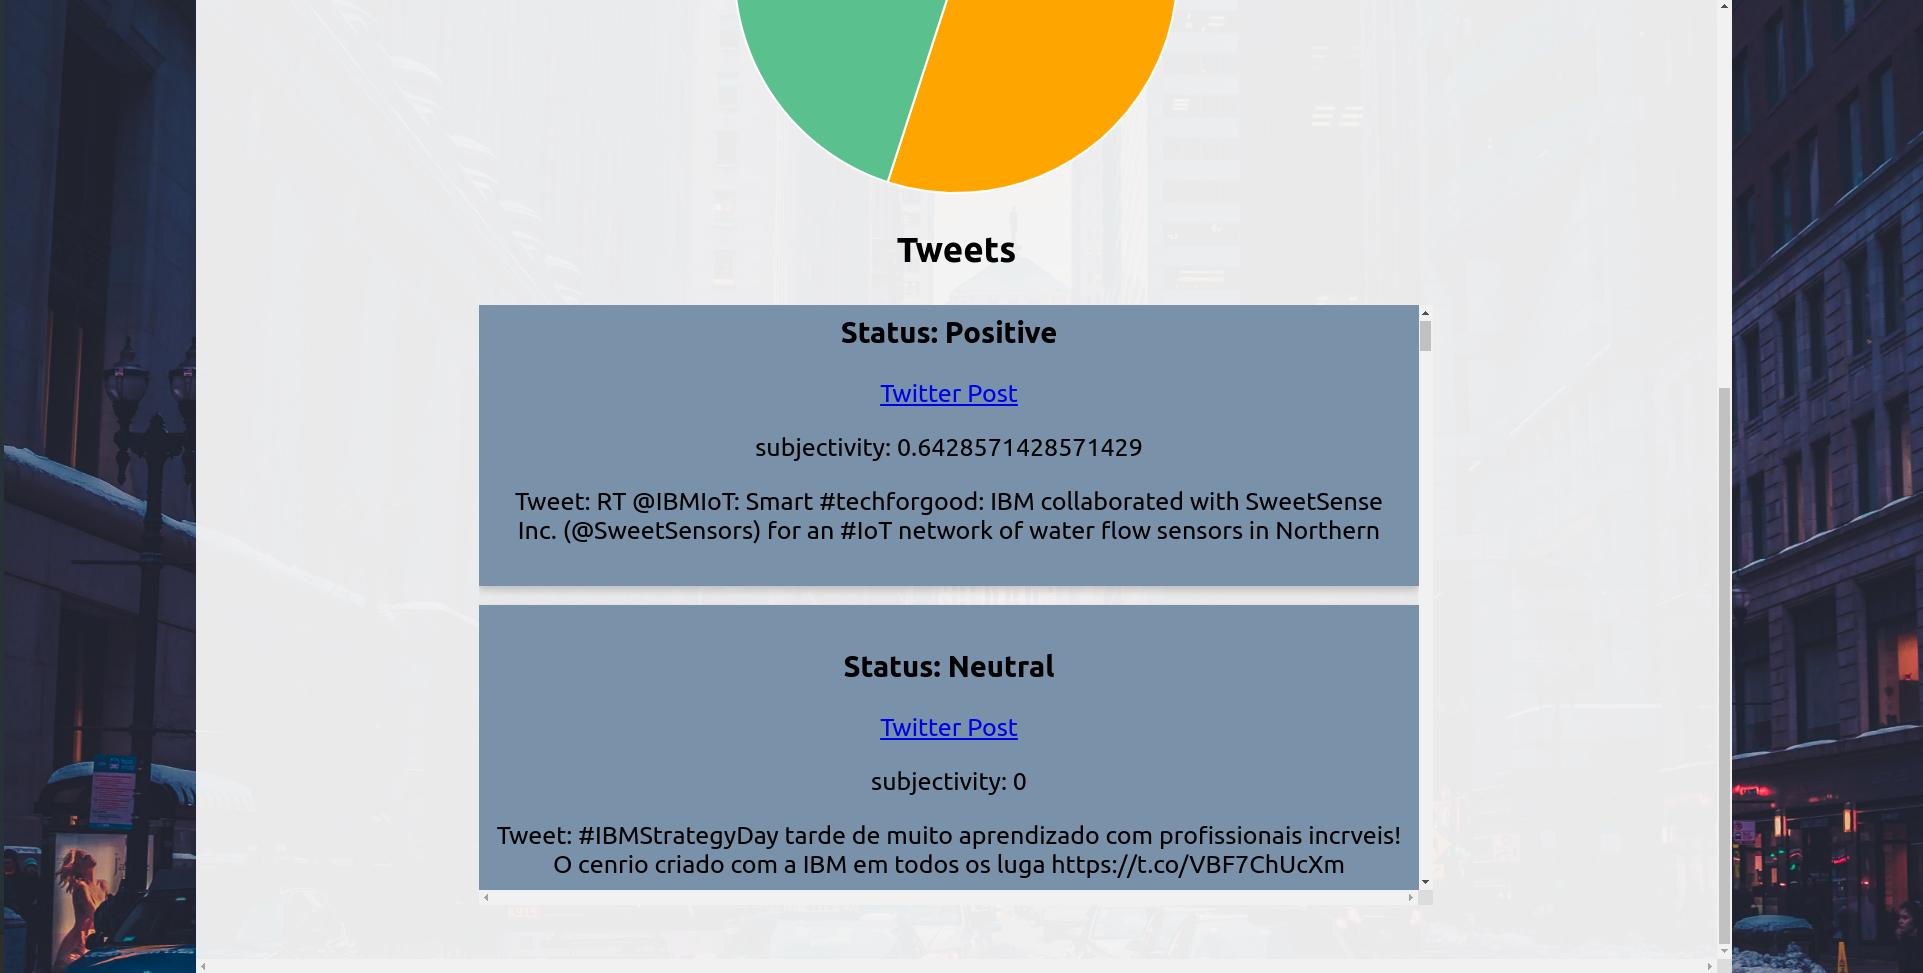 Tweets
Status: Positive
Twitter Post
subjectivity: 0.6428571428571429
Tweet: RT @IBMIoT: Smart #techforgood: IBM collaborated with SweetSense
Inc. (@SweetSensors) for an #IoT network of water flow sensors in Northern
Status: Neutral
Twitter Post
subjectivity: 0
Tweet: #IBMStrategyDay tarde de muito aprendizado com profissionais incrveis!
O cenrio criado com a IBM em todos os luga https://t.co/VBF7ChUcXm